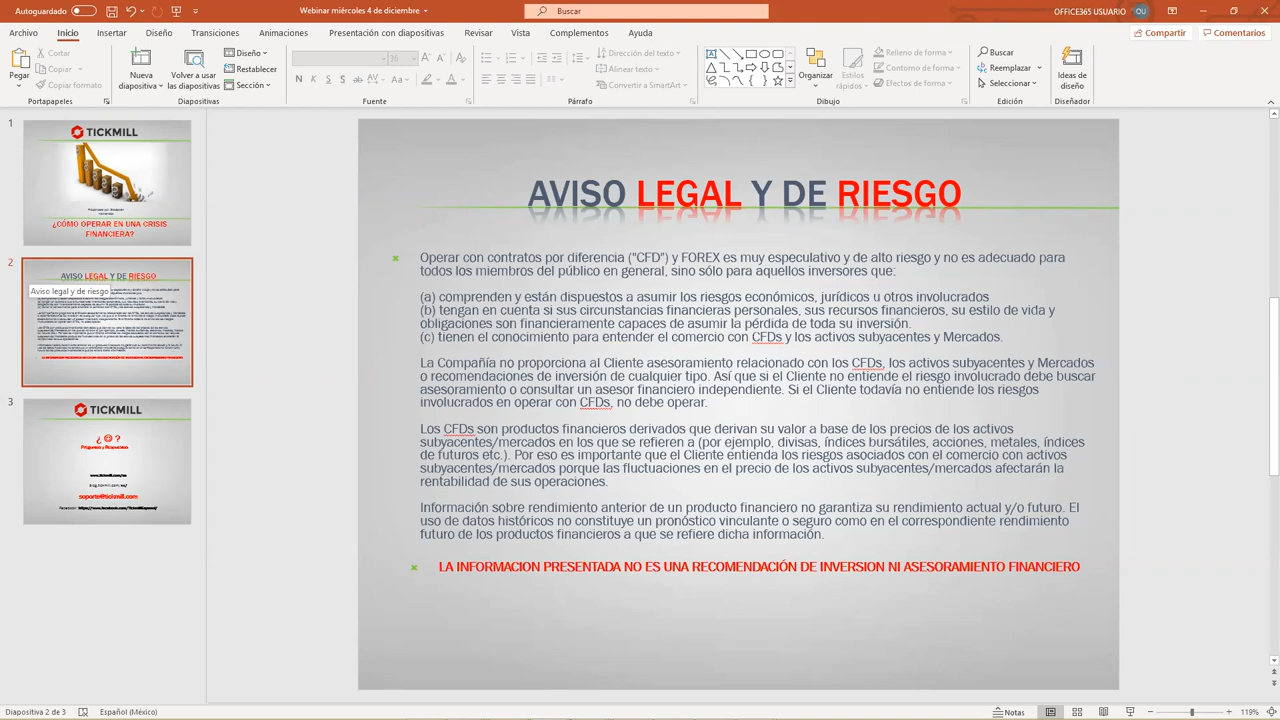 Autoguardado
Webinar miércoles 4 de diciembre
Buscar
OFFICE365 USUARIO
OU
Archivo
Inicio
Insertar
Diseño
Transiciones
Animaciones
Presentación con diapositivas
Revisar
Vista
Complementos
Ayuda
Compartir
Comentarios
Pegar
Cortar
Copiar
Copiar formato
Portapapeles
Nueva diapositiva
Volver a usar las diapositivas
Diseño
Restablecer
Sección
Diapositivas
Fuente
Dirección del texto
Alinear texto
Convertir a SmartArt
Párrafo
Organizar
Estilos rápidos
Relleno de forma
Contorno de forma
Efectos de forma
Dibujo
Buscar
Reemplazar
Seleccionar
Edición
Ideas de diseño
Diseñador
1
TICKMILL
¿CÓMO OPERAR EN UNA CRISIS
FINANCIERA?
2
AVISO LEGAL Y DE RIESGO
Aviso legal y de riesgo
3
TICKMILL
¿ ?
Preguntas y Respuestas
www.tickmill.com/es
soporte@tickmill.com
AVISO LEGAL Y DE RIESGO
Operar con contratos por diferencia ("CFD") y FOREX es muy especulativo y de alto riesgo y no es adecuado para
todos los miembros del público en general, sino sólo para aquellos inversores que:
(a) comprendan y estan dispuestos a asumir los riesgos económicos, jurídicos u otros involucrados
(b) tengan en cuenta si sus circunstancias financieras personales, sus recursos financieros, su estilo de vida y
obligaciones son financieramente capaces de asumir la pérdida de toda su inversión.
(c) tienen el conocimiento para entender el comercio con CFDs y los activos subyacentes y Mercados.
La Compañía no proporciona al Cliente asesoramiento relacionado con los CFDs, los activos subyacentes y Mercados
o recomendaciones de inversión de cualquier tipo. Así que si el Cliente no entiende el riesgo involucrado debe buscar
asesoramiento o consultar un asesor financiero independiente. Si el Cliente todavía no entiende los riesgos
involucrados en operar con CFDs, no debe operar.
Los CFDs son productos financieros derivados que derivan su valor a base de los precios de los activos
subyacentes/mercados en los que se refieren a (por ejemplo, datos, índices bursátiles, acciones, metales, índices
de futuros etc.). Por eso es importante que el Cliente entienda los riesgos asociados con el comercio con activos
subyacentes/mercados porque las fluctuaciones en el precio de los activos subyacentes/mercados afectarán la
rentabilidad de sus operaciones.
Información sobre rendimiento anterior de un producto financiero no garantiza su rendimiento actual y/o futuro. El
uso de datos históricos no constituye un pronóstico vinculante o seguro como en el correspondiente rendimiento
futuro de los productos financieros a que se refiere dicha información.
LA INFORMACION PRESENTADA NO ES UNA RECOMENDACIÓN DE INVERSION NI ASESORAMIENTO FINANCIERO
Diapositiva 2 de 3
Español (México)
Notas
119%